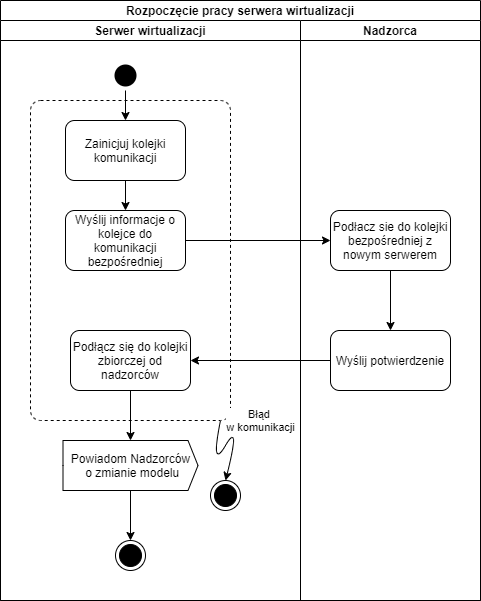 Rozpoczęcie pracy serwera wirtualizacji
Serwer wirtualizacji
Nadzorca
Zainicjuj kolejki
komunikacji
Wyślij informacje o
kolejce do
komunikacji
bezpośredniej
Podłacz sie do kolejki
bezpośredniej z
nowym serwerem
Podłącz się do kolejki
zbiorczej od
nadzorców
Wyślij potwierdzenie
Błąd
w komunikacji
Powiadom Nadzorców
o zmianie modelu